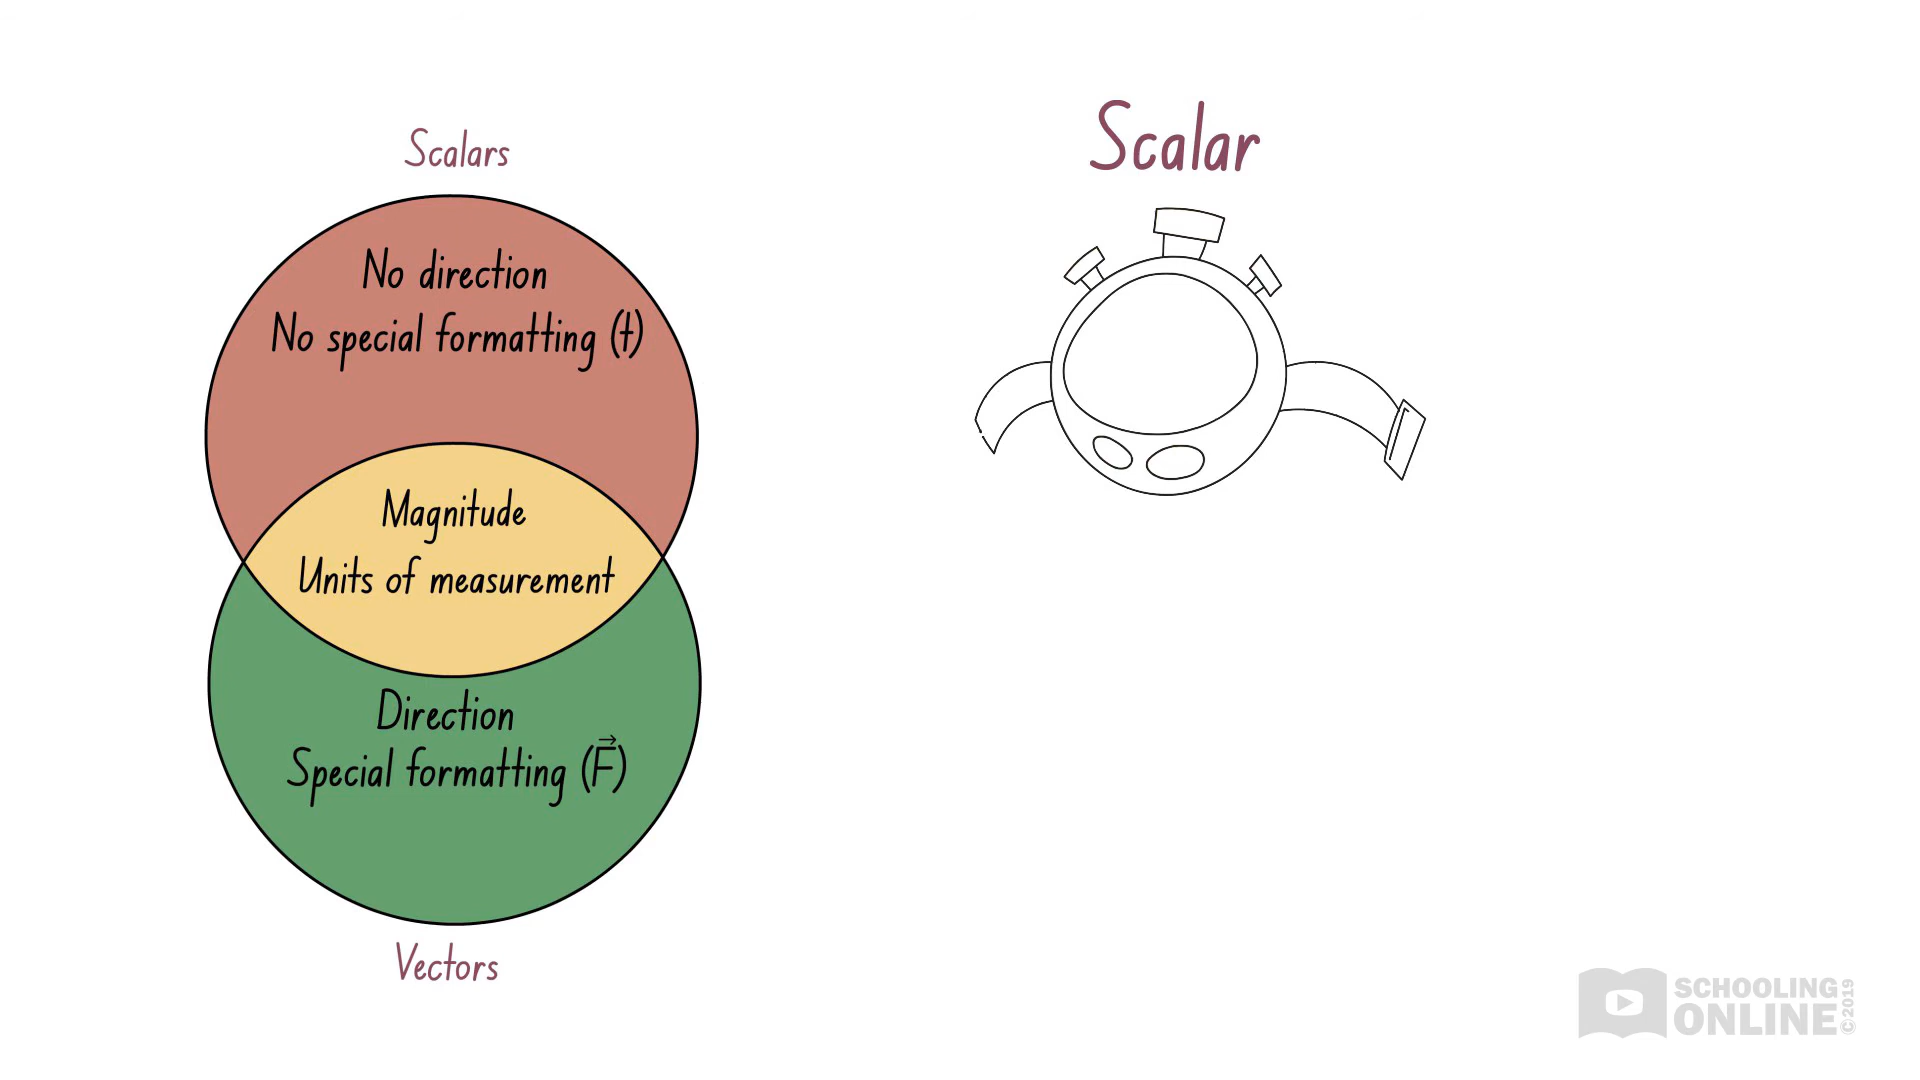 Scalars
No direction
No special formatting (t)
Magnitude
Units of measurement
Direction
Special formatting (F⃗)
Vectors
Scalar
SCHOOLING
ONLINE
©2019